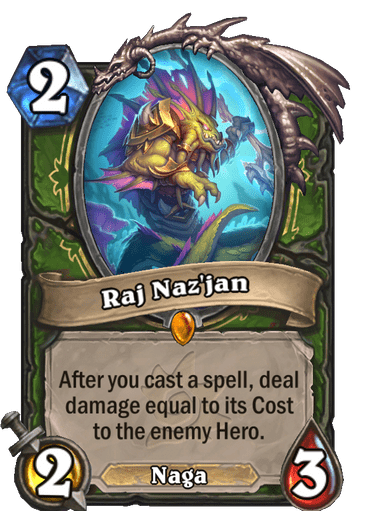 2
Raj Naz'jan
After you cast a spell, deal
damage equal to its Cost
to the enemy Hero.
2
Naga
3